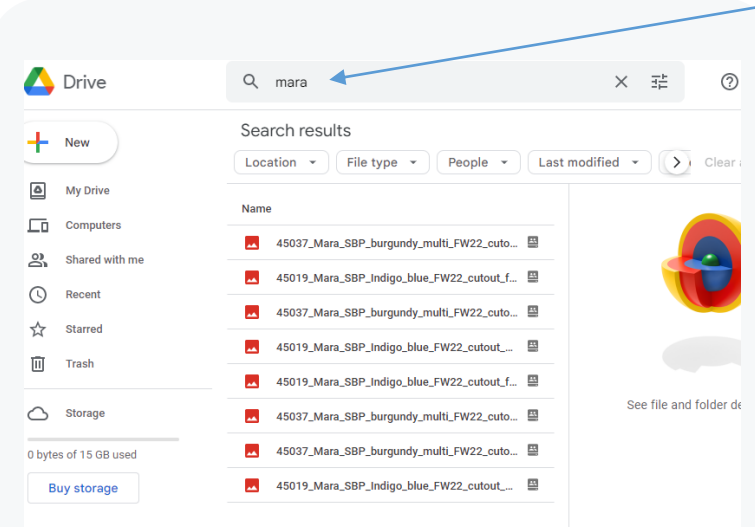 Drive
mara
New
Search results
Location
File type
People
Last modified
Clear
My Drive
Computers
Shared with me
Recent
Starred
Trash
Storage
0 bytes of 15 GB used
Buy storage
Name
45037_Mara_SBP_burgundy_multi_FW22_cuto...
45019_Mara_SBP_Indigo_blue_FW22_cutout_f...
45037_Mara_SBP_burgundy_multi_FW22_cuto...
45019_Mara_SBP_Indigo_blue_FW22_cutout_...
45019_Mara_SBP_Indigo_blue_FW22_cutout_f...
45037_Mara_SBP_burgundy_multi_FW22_cuto...
45037_Mara_SBP_burgundy_multi_FW22_cuto...
45019_Mara_SBP_Indigo_blue_FW22_cutout_...
See file and folder de